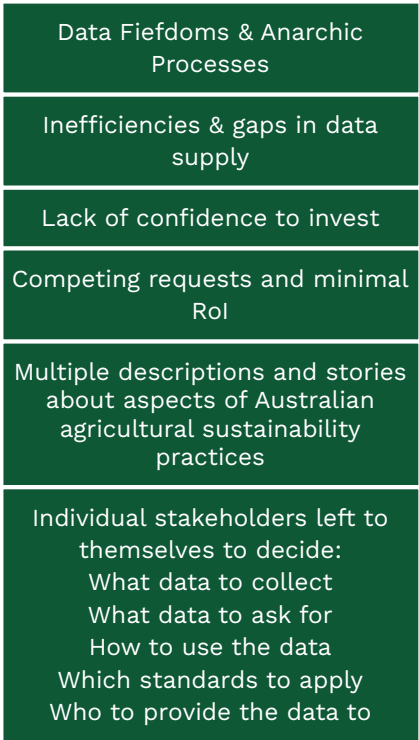 Data Fiefdoms & Anarchic
Processes
Inefficiencies & gaps in data
supply
Lack of confidence to invest
Competing requests and minimal
RoI
Multiple descriptions and stories
about aspects of Australian
agricultural sustainability
practices
Individual stakeholders left to
themselves to decide:
What data to collect
What data to ask for
How to use the data
Which standards to apply
Who to provide the data to